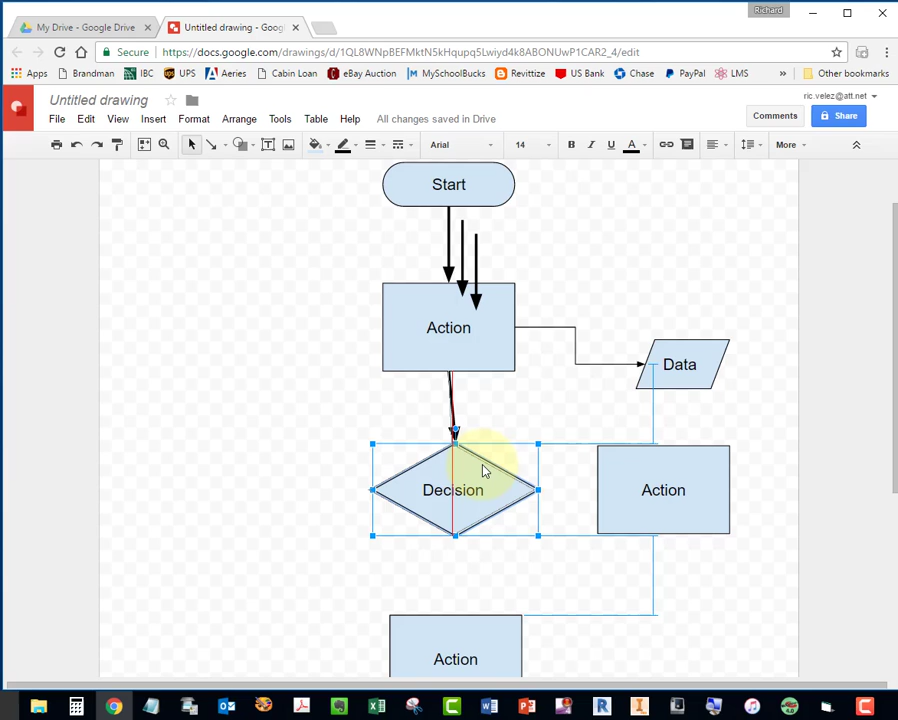 Richard
My Drive - Google Drive
Untitled drawing - Goog
Secure
https://docs.google.com/drawings/d/1QL8WNpBEFMktN5kHqupq5Lwiyd4k8ABONUwP1CAR2_4/edit
Apps Brandman IBC UPS Aeries Cabin Loan eBay Auction MySchoolBucks Revittize US Bank Chase PayPal LMS » Other bookmarks
Untitled drawing
ric.velez@att.net
File Edit View Insert Format Arrange Tools Table Help All changes saved in Drive
Comments
Share
Arial 14 B I U A More
Start
Action
Data
Decision
Action
Action